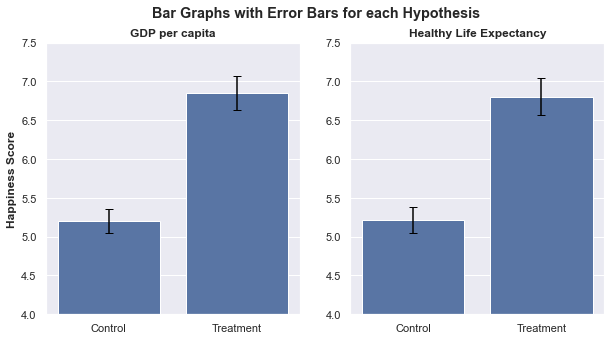 Bar Graphs with Error Bars for each Hypothesis
GDP per capita
Healthy Life Expectancy
Happiness Score
7.5
7.0
6.5
6.0
5.5
5.0
4.5
4.0
Control
Treatment
7.5
7.0
6.5
6.0
5.5
5.0
4.5
4.0
Control
Treatment